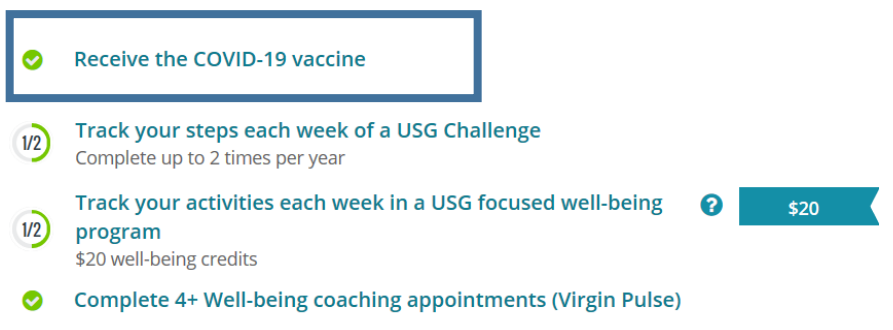 Receive the COVID-19 vaccine
1/2
Track your steps each week of a USG Challenge
Complete up to 2 times per year
1/2
Track your activities each week in a USG focused well-being
program
?
$20
$20 well-being credits
Complete 4+ Well-being coaching appointments (Virgin Pulse)